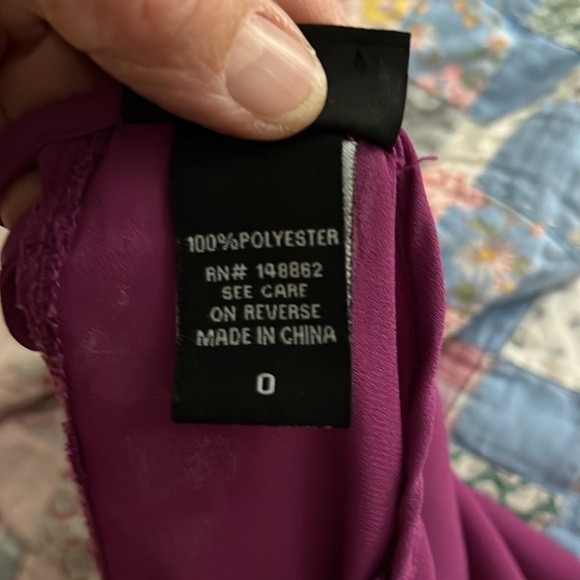 100%POLYESTER
RN# 148862
SEE CARE
ON REVERSE
MADE IN CHINA
0